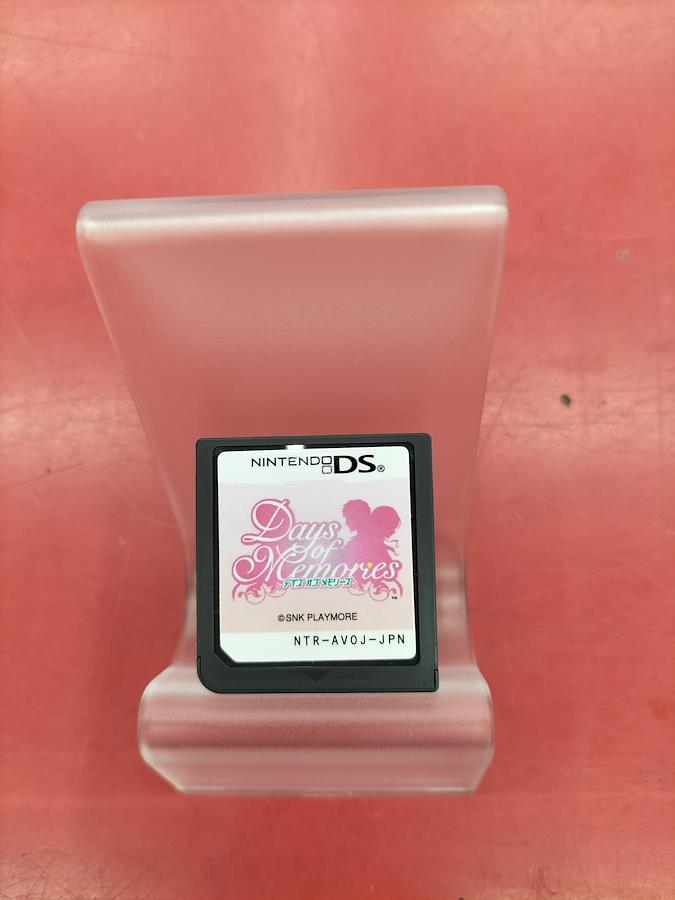 NINTENDO DS®
Days
of
Memories
デイズ オブ メモリーズ
™
©SNK PLAYMORE
NTR-AVOJ-JPN